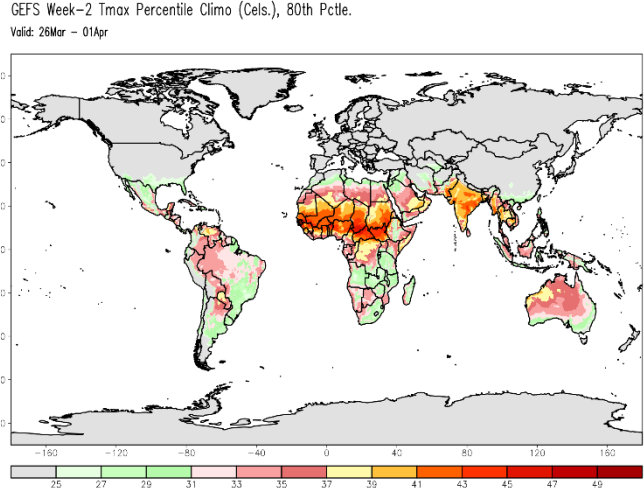 GEFS Week-2 Tmax Percentile Climo (Cels.), 80th Pctle.
Valid: 26Mar - 01Apr
-160 -120 -80 -40 0 40 80 120 160
25 27 29 31 33 35 37 39 41 43 45 47 49